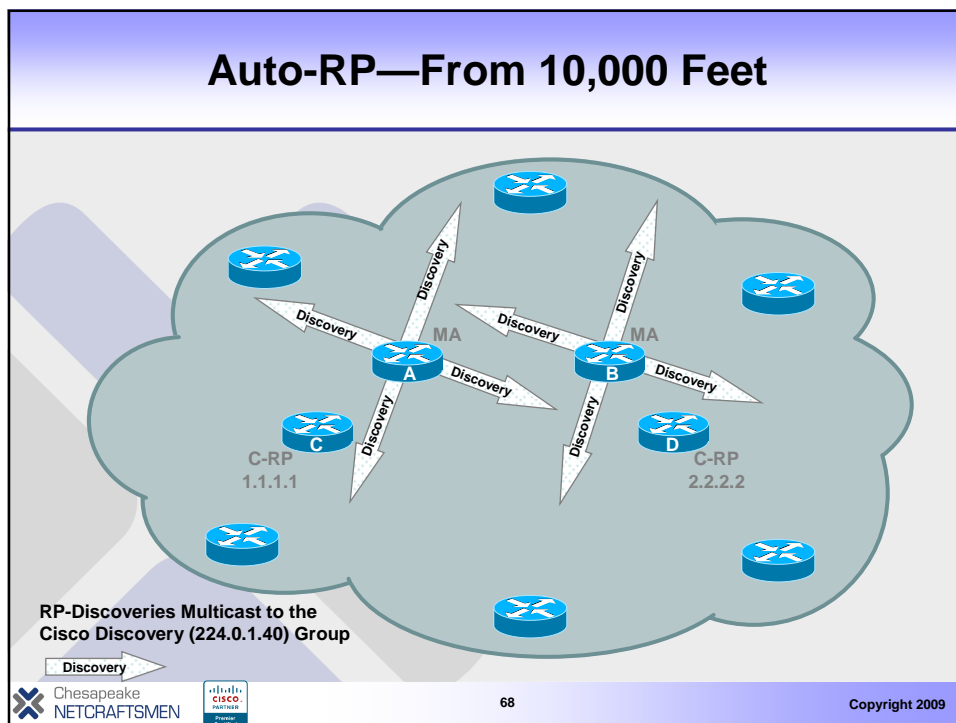 Auto-RP—From 10,000 Feet
Discovery
Discovery
Discovery
MA
Discovery
MA
A
B
Discovery
Discovery
Discovery
Discovery
C
D
C-RP
1.1.1.1
C-RP
2.2.2.2
RP-Discoveries Multicast to the
Cisco Discovery (224.0.1.40) Group
Discovery
Chesapeake
NETCRAFTSMEN
CISCO
PARTNER
Premier
68
Copyright 2009